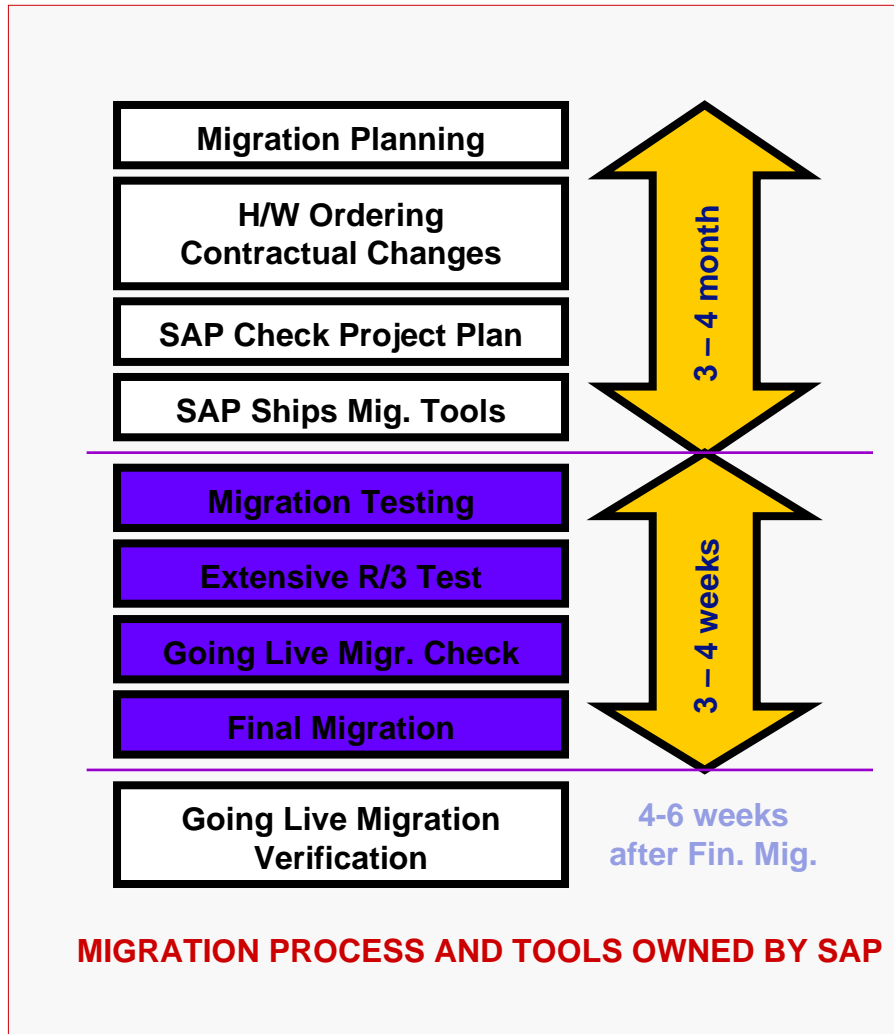 Migration Planning
H/W Ordering
Contractual Changes
SAP Check Project Plan
SAP Ships Mig. Tools
3 – 4 month
Migration Testing
Extensive R/3 Test
Going Live Migr. Check
Final Migration
3 – 4 weeks
Going Live Migration
Verification
4-6 weeks
after Fin. Mig.
MIGRATION PROCESS AND TOOLS OWNED BY SAP